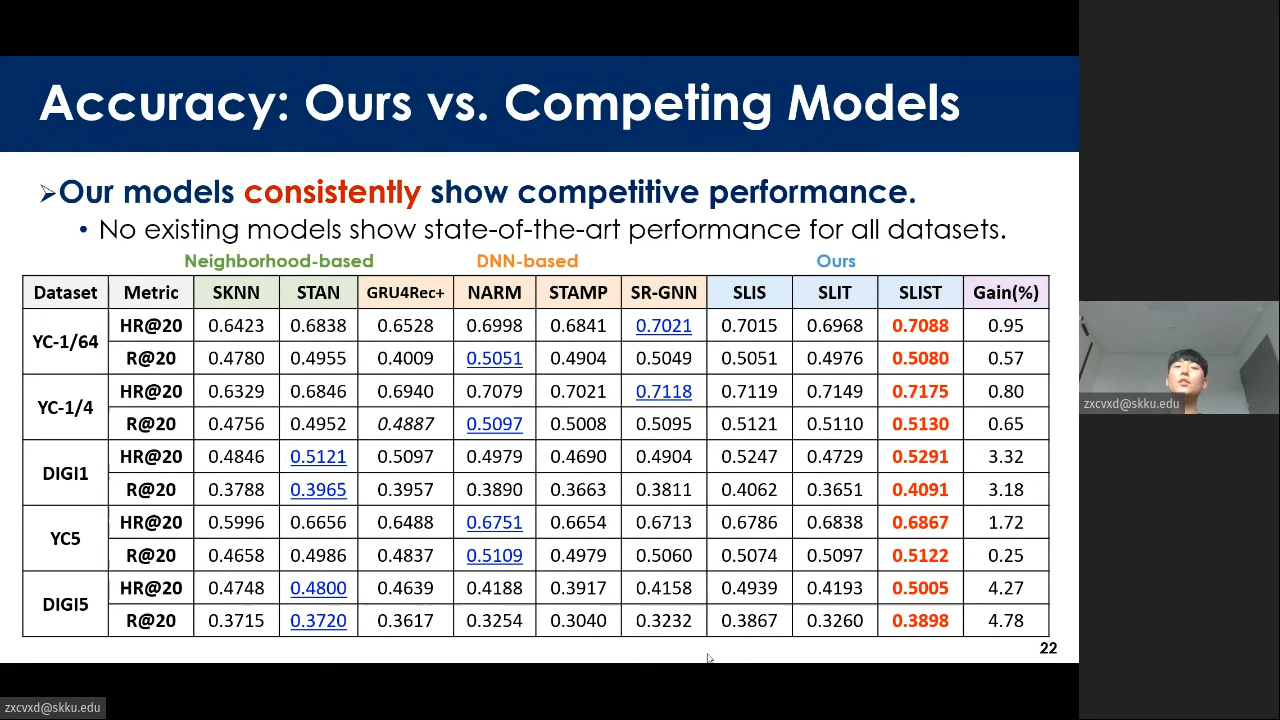 Accuracy: Ours vs. Competing Models
➢Our models consistently show competitive performance.
• No existing models show state-of-the-art performance for all datasets.
Neighborhood-based DNN-based Ours
Dataset Metric SKNN STAN GRU4Rec+ NARM STAMP SR-GNN SLIS SLIT SLIST Gain(%)
YC-1/64 HR@20 0.6423 0.6838 0.6528 0.6998 0.6841 0.7021 0.7015 0.6968 0.7088 0.95
R@20 0.4780 0.4955 0.4009 0.5051 0.4904 0.5049 0.5051 0.4976 0.5080 0.57
YC-1/4 HR@20 0.6329 0.6846 0.6940 0.7079 0.7021 0.7118 0.7119 0.7149 0.7175 0.80
R@20 0.4756 0.4952 0.4887 0.5097 0.5008 0.5095 0.5121 0.5110 0.5130 0.65
DIGI1 HR@20 0.4846 0.5121 0.5097 0.4979 0.4690 0.4904 0.5247 0.4729 0.5291 3.32
R@20 0.3788 0.3965 0.3957 0.3890 0.3663 0.3811 0.4062 0.3651 0.4091 3.18
YC5 HR@20 0.5996 0.6656 0.6488 0.6751 0.6654 0.6713 0.6786 0.6838 0.6867 1.72
R@20 0.4658 0.4986 0.4837 0.5109 0.4979 0.5060 0.5074 0.5097 0.5122 0.25
DIGI5 HR@20 0.4748 0.4800 0.4639 0.4188 0.3917 0.4158 0.4939 0.4193 0.5005 4.27
R@20 0.3715 0.3720 0.3617 0.3254 0.3040 0.3232 0.3867 0.3260 0.3898 4.78
22
zxcvxd@skku.edu
zxcvxd@skku.edu